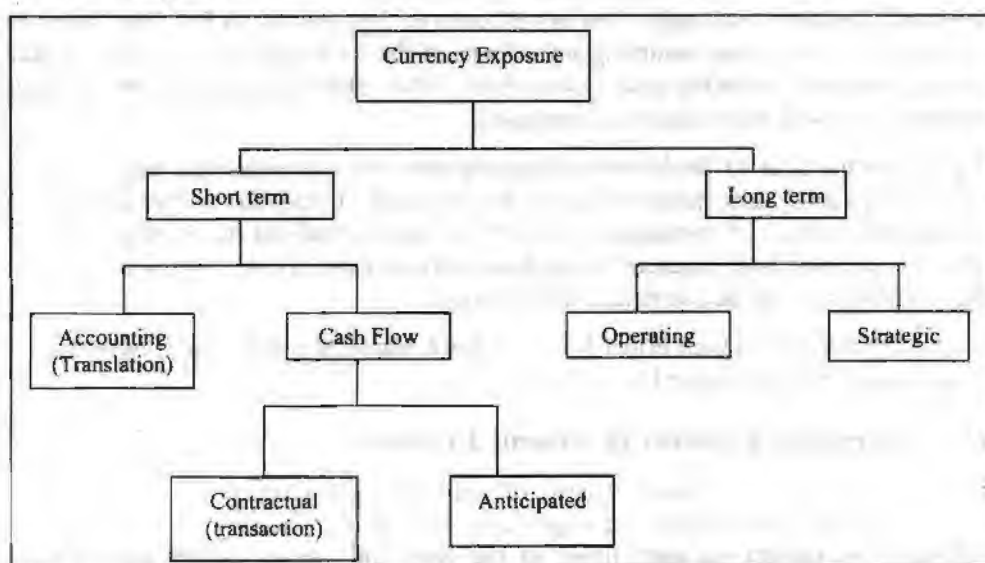 Currency Exposure
Short term
Long term
Accounting
(Translation)
Cash Flow
Operating
Strategic
Contractual
(transaction)
Anticipated